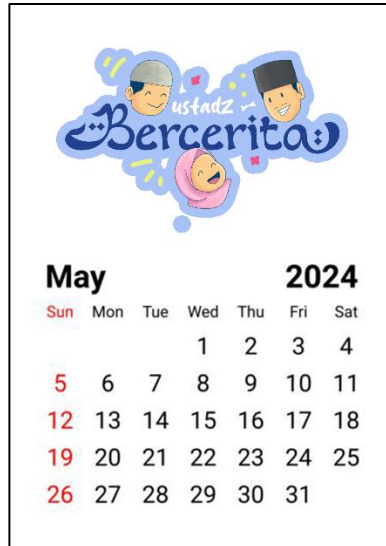 ustadz
Bercerita
May 2024
Sun Mon Tue Wed Thu Fri Sat
1 2 3 4
5 6 7 8 9 10 11
12 13 14 15 16 17 18
19 20 21 22 23 24 25
26 27 28 29 30 31